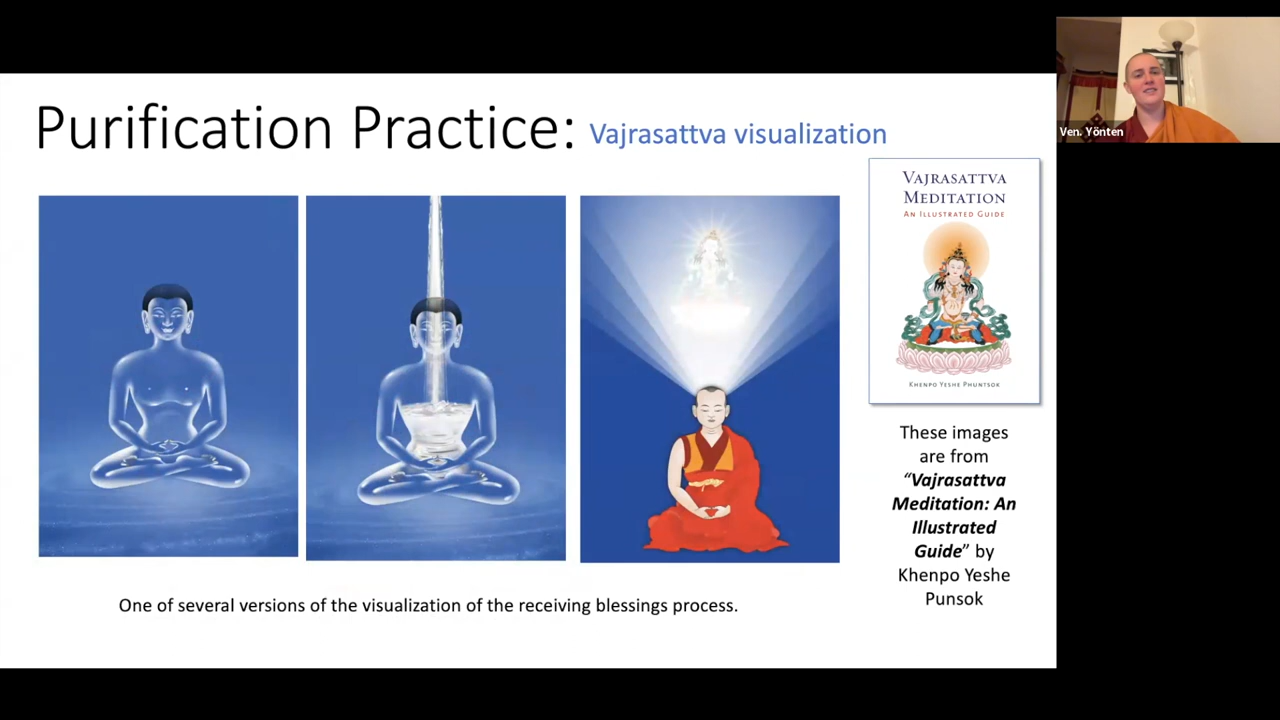 Purification Practice: Vajrasattva visualization
Ven. Yönten
VAJRASATTVA
MEDITATION
AN ILLUSTRATED GUIDE
KHENPO YESHE PHUNTSOK
These images
are from
“Vajrasattva
Meditation: An
Illustrated
Guide” by
Khenpo Yeshe
Punsok
One of several versions of the visualization of the receiving blessings process.